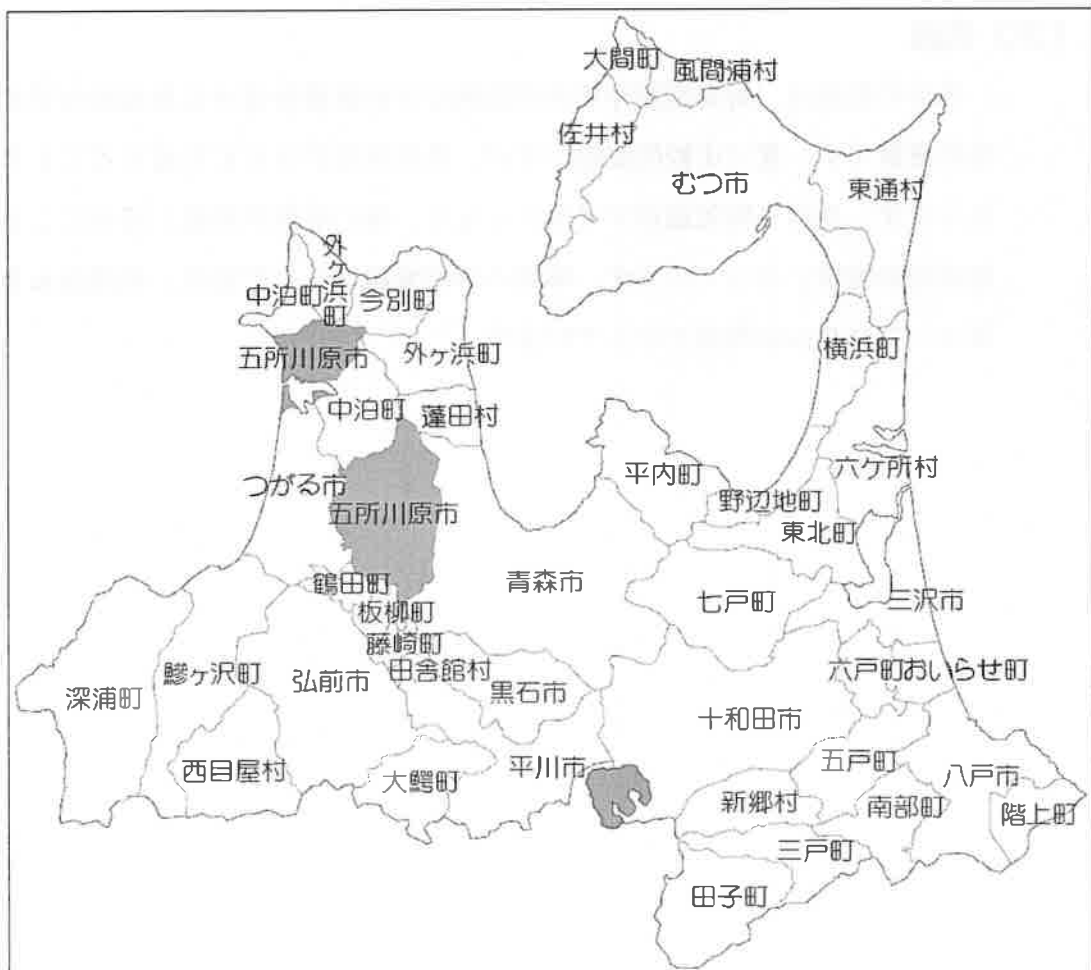 大間町
風間浦村
佐井村
むつ市
東通村
外ヶ浜町
中泊町
今別町
五所川原市
外ヶ浜町
横浜町
中泊町
蓬田村
平内町
六ケ所村
つがる市
五所川原市
野辺地町
東北町
鶴田町
青森市
七戸町
三沢市
板柳町
藤崎町
田舎館村
鰺ヶ沢町
弘前市
黒石市
六戸町
おいらせ町
深浦町
十和田市
西目屋村
大鰐町
平川市
五戸町
八戸市
新郷村
南部町
階上町
三戸町
田子町